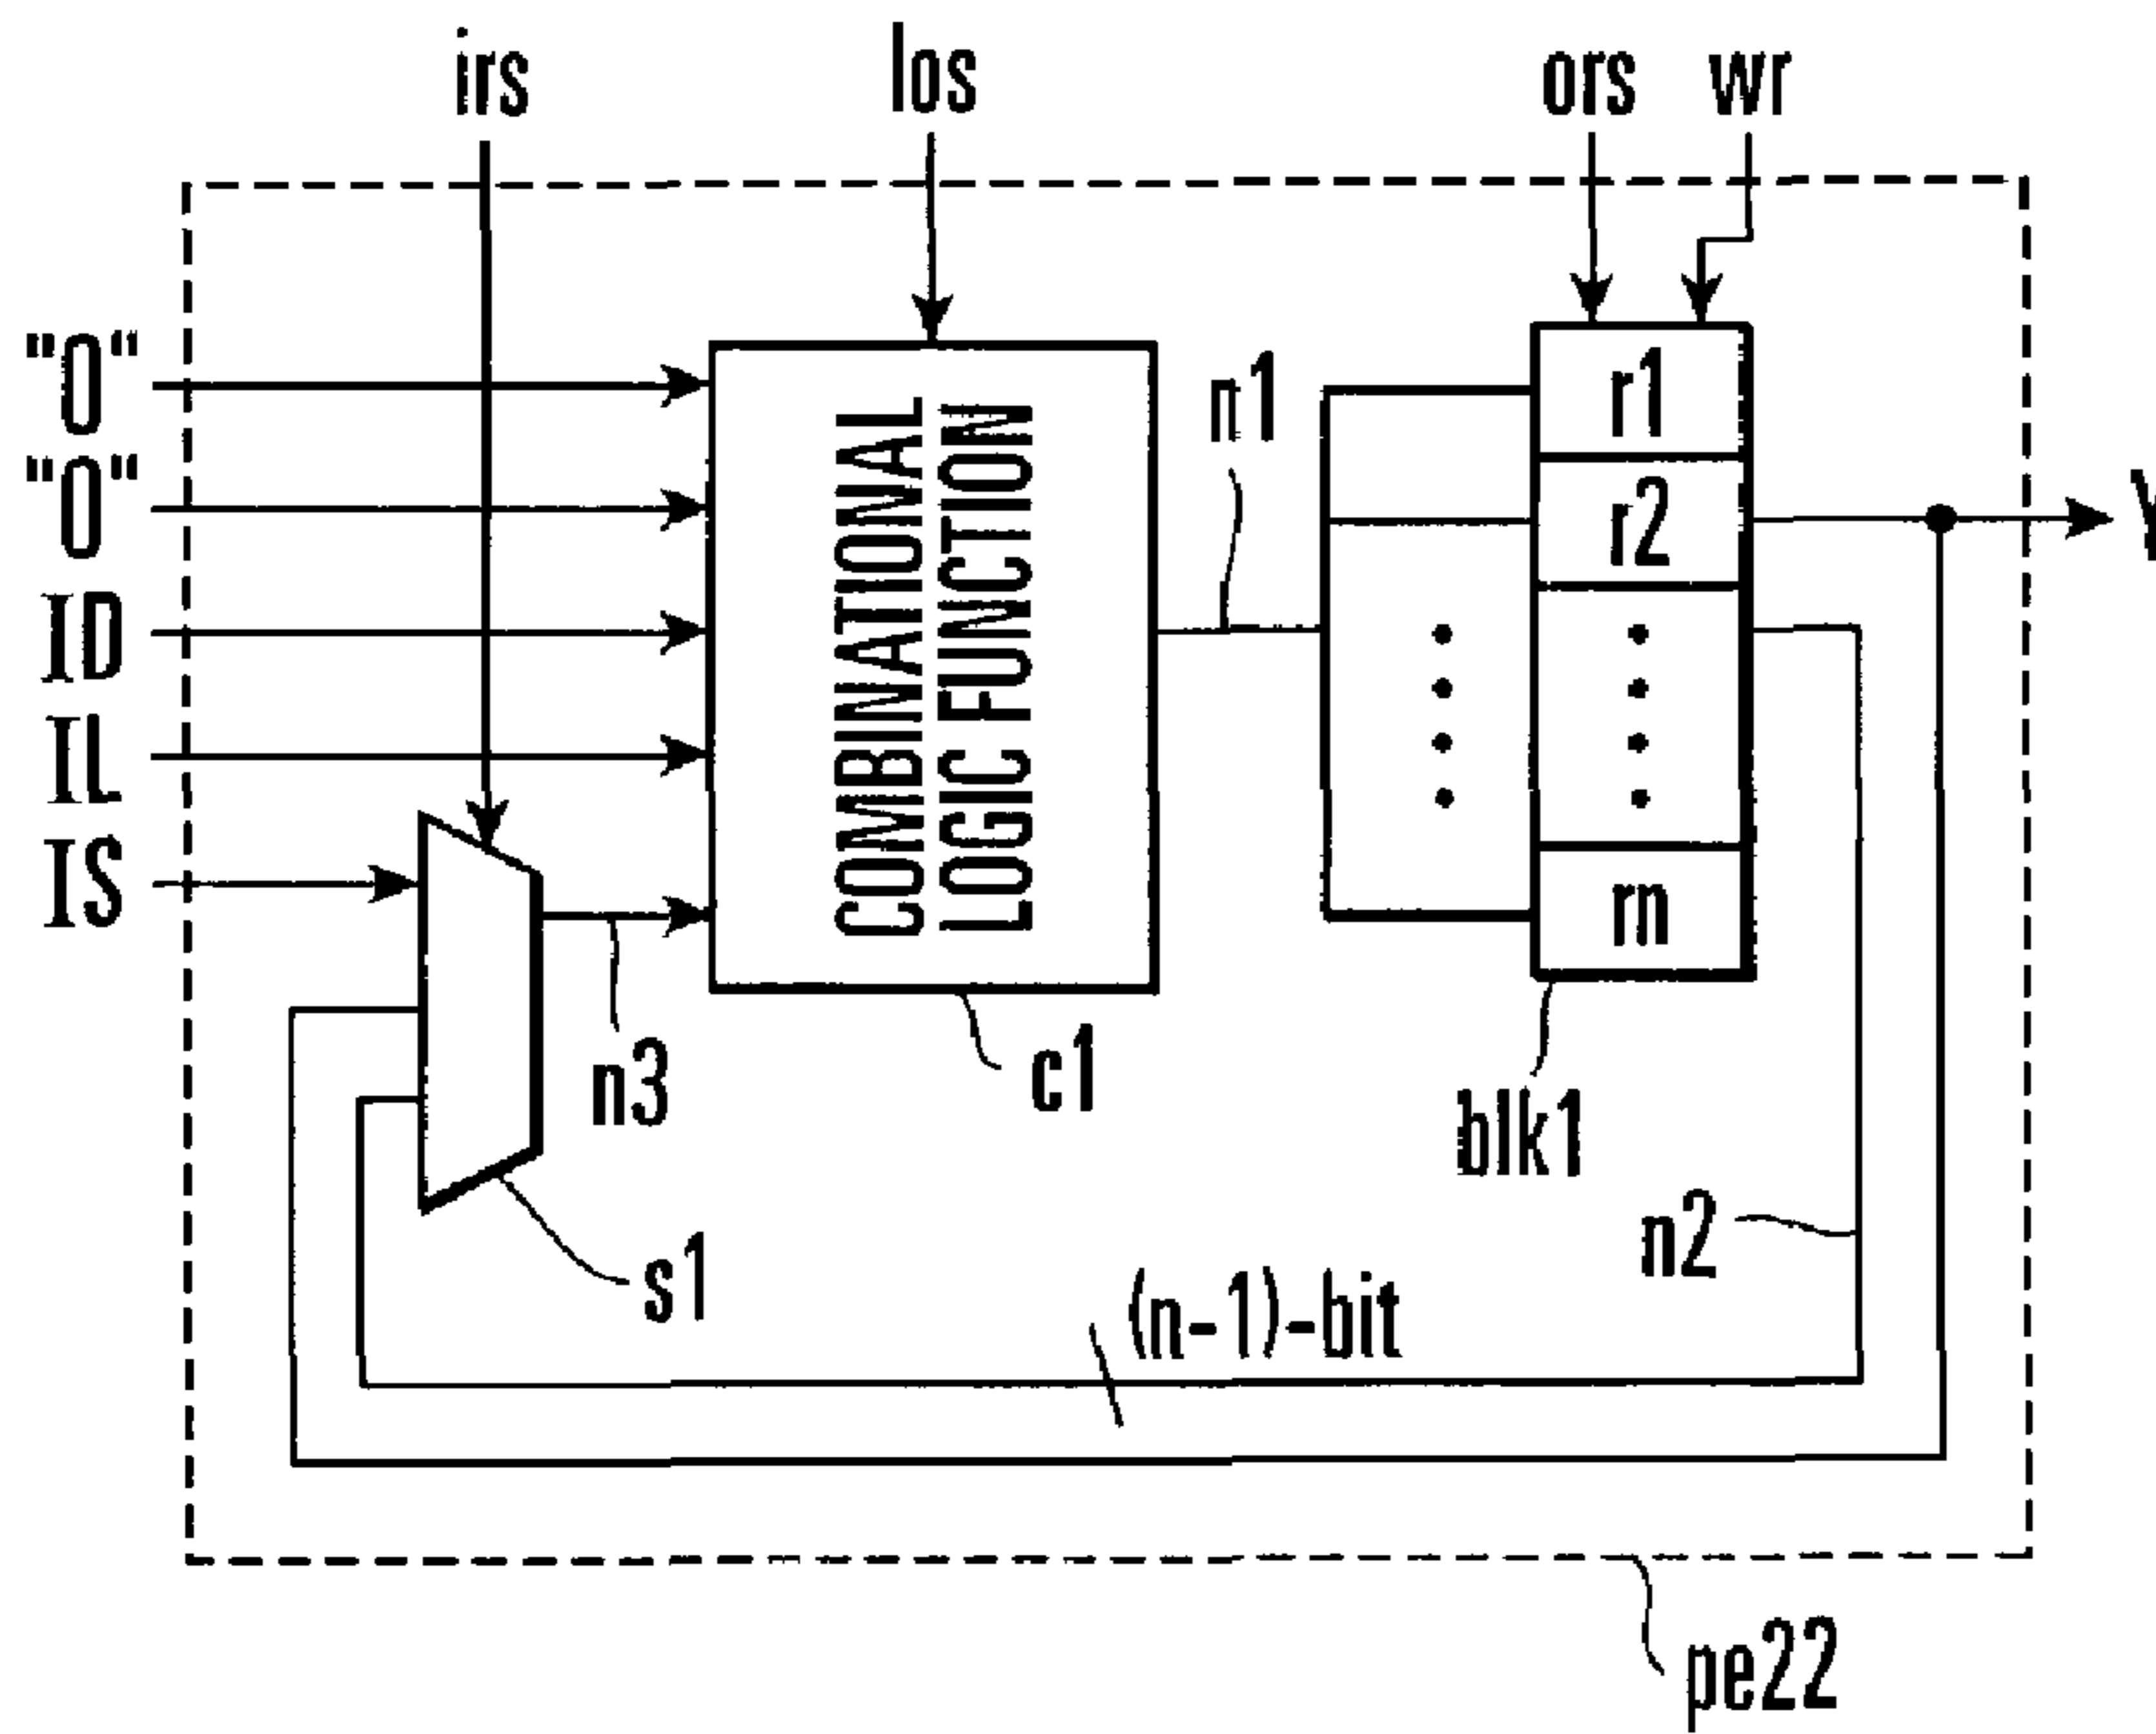 irs
los
ors
wr
"0"
"0"
ID
IL
IS
COMBINATIONAL
LOGIC FUNCTION
n1
r1
r2
rn
Y
n3
c1
blk1
n2
s1
(n-1)-bit
pe22